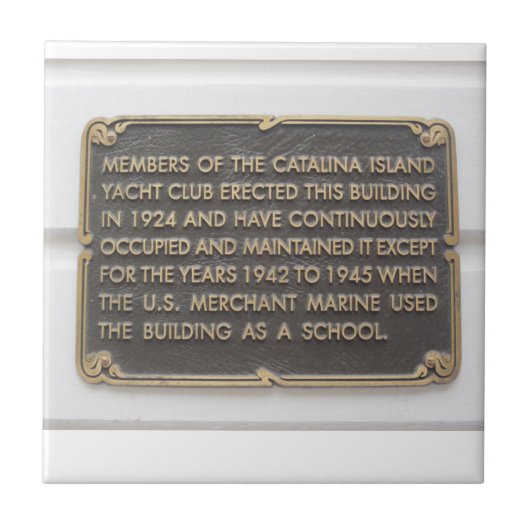 MEMBERS OF THE CATALINA ISLAND
YACHT CLUB ERECTED THIS BUILDING
IN 1924 AND HAVE CONTINUOUSLY
OCCUPIED AND MAINTAINED IT EXCEPT
FOR THE YEARS 1942 TO 1945 WHEN
THE U.S. MERCHANT MARINE USED
THE BUILDING AS A SCHOOL.